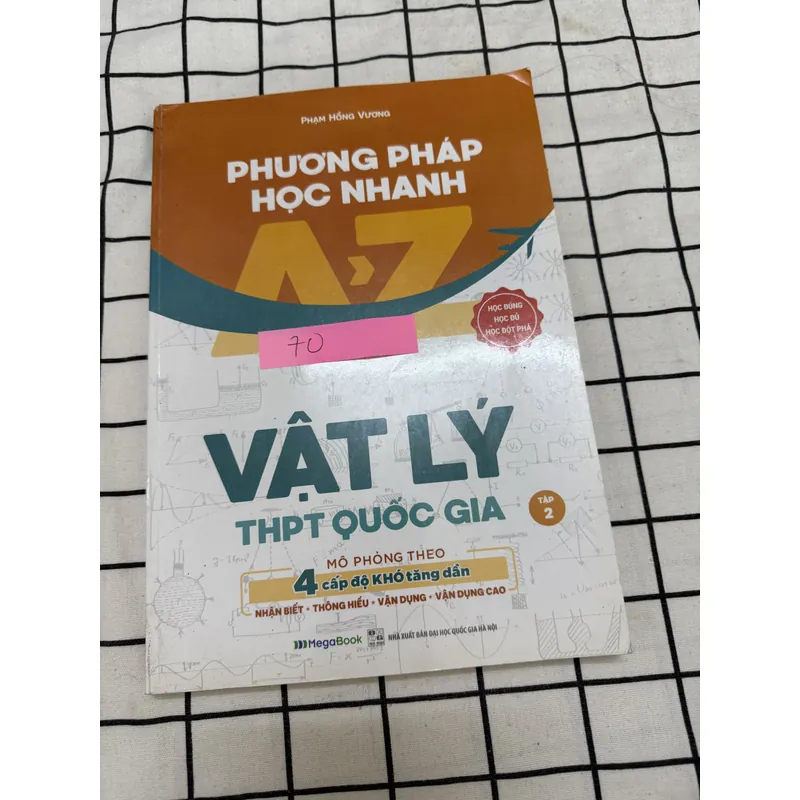 PHẠM HỒNG VƯƠNG
PHƯƠNG PHÁP
HỌC NHANH
A>Z
HỌC ĐÚNG
HỌC ĐỦ
HỌC ĐỘT PHÁ
70
VẬT LÝ
THPT QUỐC GIA
TẬP
2
MÔ PHỎNG THEO
4 cấp độ KHÓ tăng dần
NHẬN BIẾT • THÔNG HIỂU • VẬN DỤNG • VẬN DỤNG CAO
MegaBook
NHÀ XUẤT BẢN ĐẠI HỌC QUỐC GIA HÀ NỘI